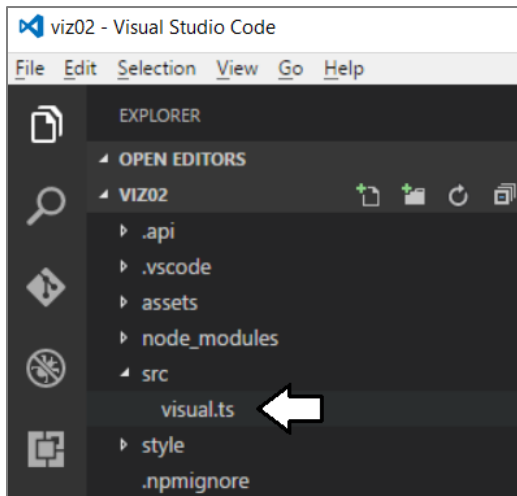 viz02 - Visual Studio Code
File Edit Selection View Go Help
EXPLORER
OPEN EDITORS
VIZ02
.api
.vscode
assets
node_modules
src
visual.ts
style
.npmignore